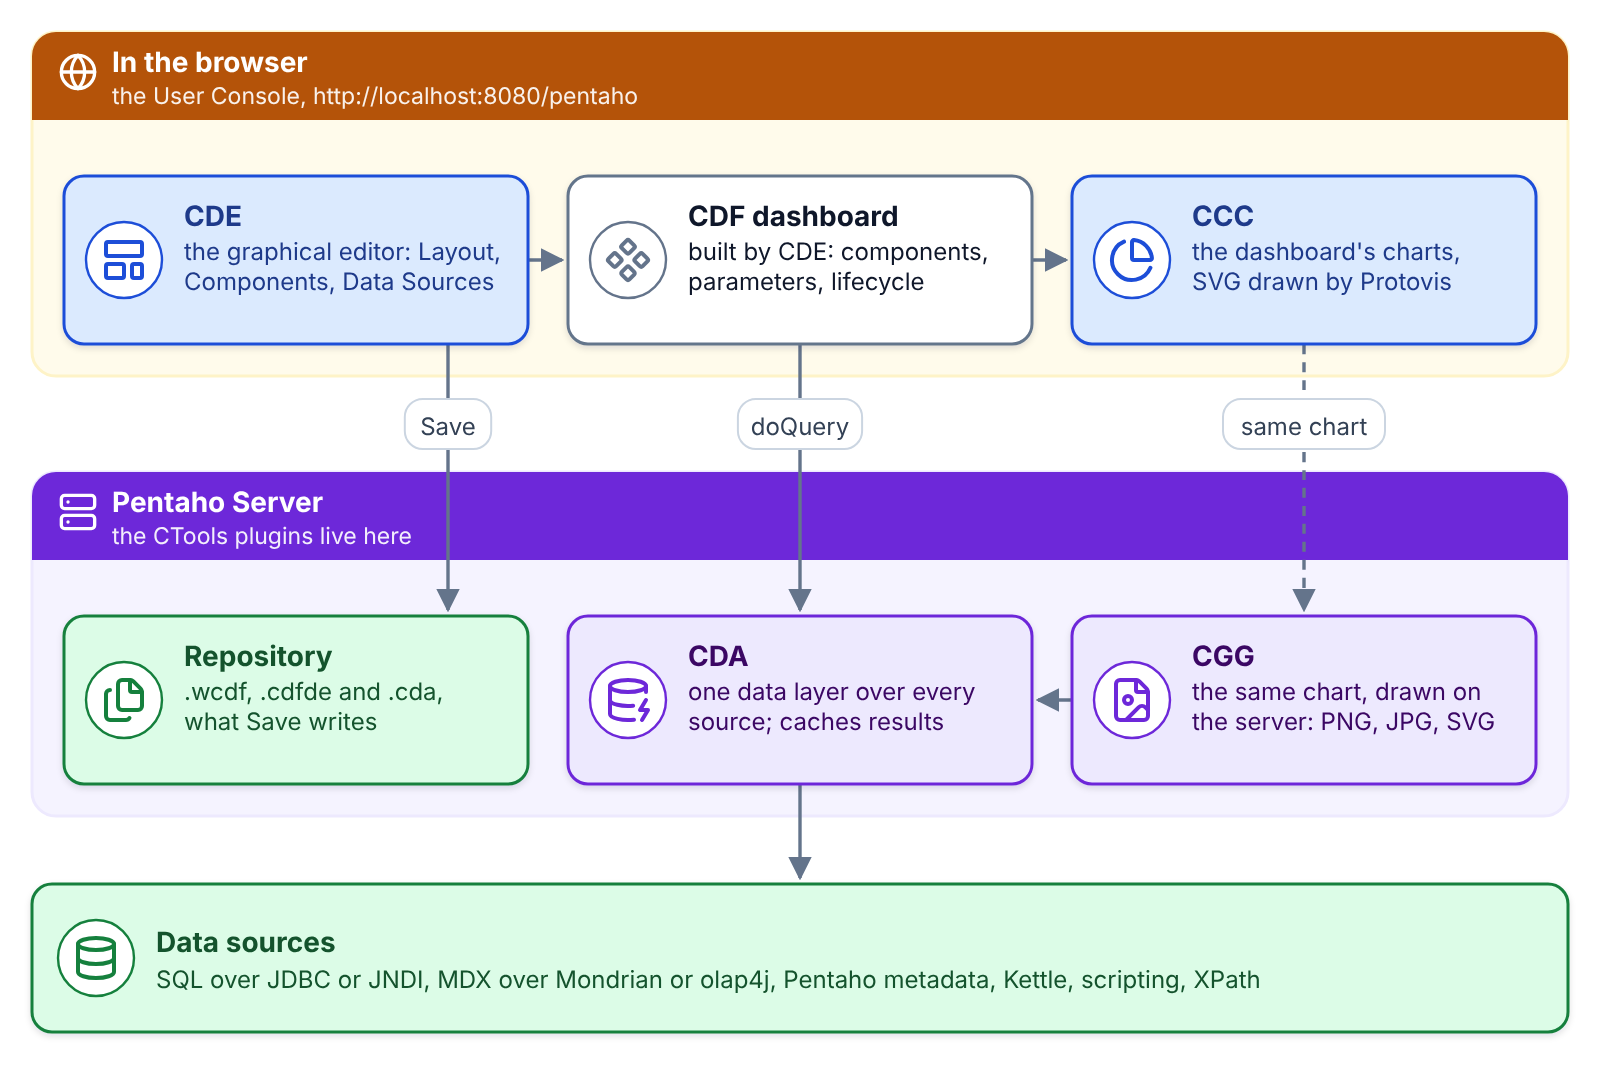 In the browser
the User Console, http://localhost:8080/pentaho
CDE
the graphical editor: Layout,
Components, Data Sources
CDF dashboard
built by CDE: components,
parameters, lifecycle
CCC
the dashboard's charts,
SVG drawn by Protovis
Save
doQuery
same chart
Pentaho Server
the CTools plugins live here
Repository
.wcdf, .cdfde and .cda,
what Save writes
CDA
one data layer over every
source; caches results
CGG
the same chart, drawn on
the server: PNG, JPG, SVG
Data sources
SQL over JDBC or JNDI, MDX over Mondrian or olap4j, Pentaho metadata, Kettle, scripting, XPath